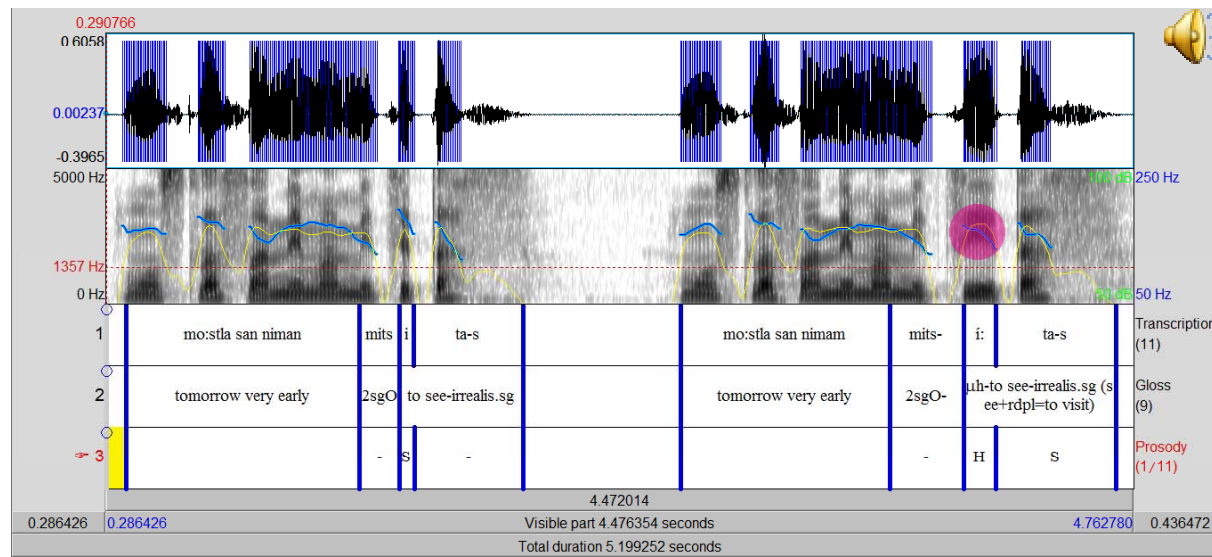 0.290766
0.6058
0.00237
-0.3965
5000 Hz
100 dB
250 Hz
1357 Hz
0 Hz
50 dB
50 Hz
1
mo:stla san niman
mits
i
ta-s
mo:stla san nimam
mits-
í:
ta-s
Transcription
(11)
2
tomorrow very early
2sgO
to see-irrealis.sg
tomorrow very early
2sgO-
μh-to see-irrealis.sg (s
ee+rdpl=to visit)
Gloss
(9)
3
-
S
-
-
H
S
Prosody
(1/11)
4.472014
0.286426
0.286426
Visible part 4.476354 seconds
4.762780
0.436472
Total duration 5.199252 seconds